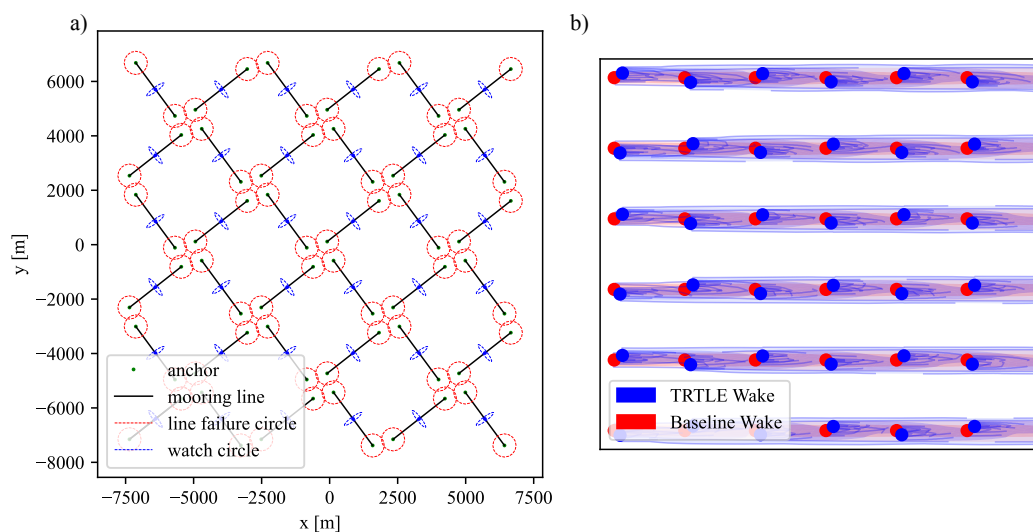 a)
6000
4000
2000
0
−2000
−4000
−6000
−8000
y [m]
−7500 −5000 −2500 0 2500 5000 7500
x [m]
anchor
mooring line
line failure circle
watch circle
b)
TRTLE Wake
Baseline Wake